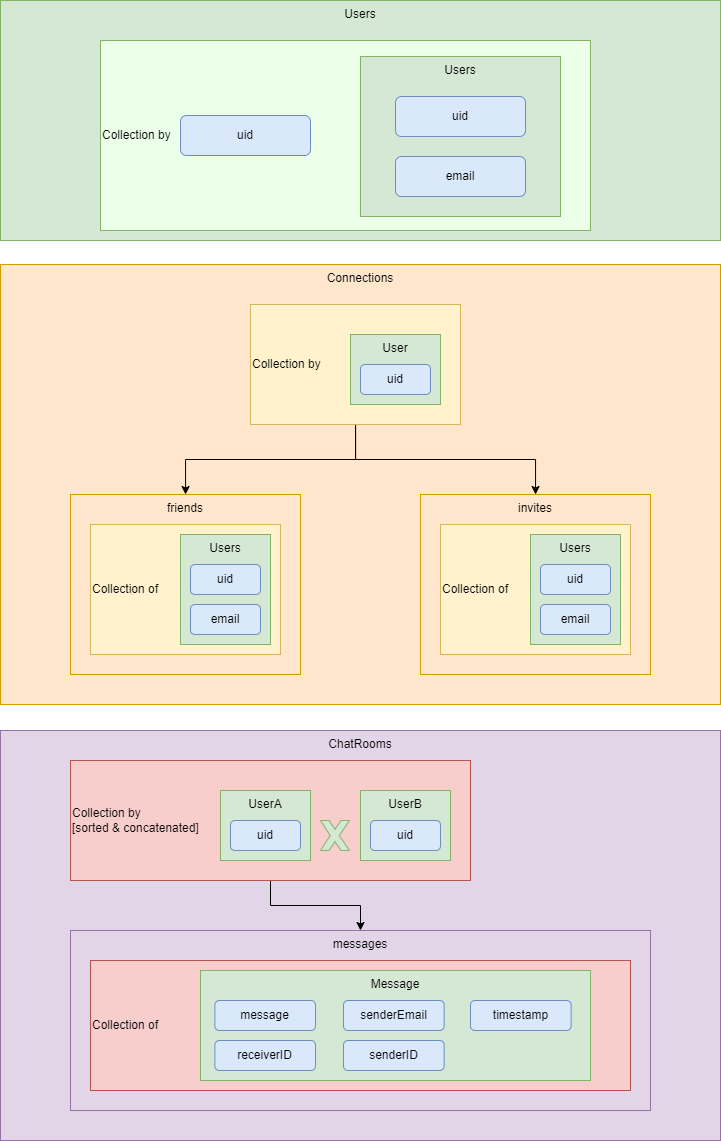 Users
Users
Collection by
uid
uid
email
Connections
User
Collection by
uid
friends
invites
Users
Users
uid
uid
Collection of
Collection of
email
email
ChatRooms
UserA
UserB
Collection by
[sorted & concatenated]
uid
X
uid
messages
Message
message
senderEmail
timestamp
Collection of
receiverID
senderID